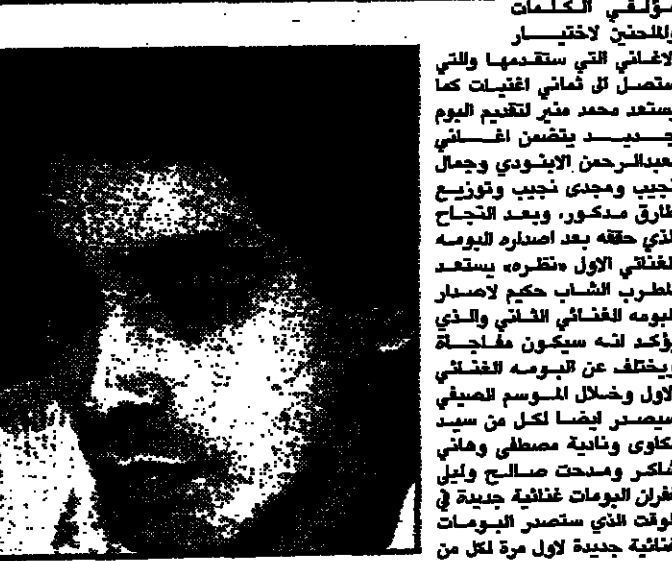 مؤلفي الكلمات
والملحنين لاختيار
الاغاني التي ستقدمها والتي
ستصل الى ثماني اغنيات كما
يستعد محمد منير لتقديم البوم
جديد يتضمن اغاني
لعبدالرحمن الابنودي وجمال
نجيب ومجدى نجيب وتوزيع
طارق مدكور، وبعد النجاح
الذي حققه بعد اصداره البومه
الغنائي الاول «نظره» يستعد
المطرب الشاب حكيم لاصدار
البومه الغنائي الثاني والذي
يؤكد انه سيكون مفاجأة
ويختلف عن البومه الغنائي
الاول وخلال الموسم الصيفي
سيصدر ايضا لكل من سيد
مكاوى ونادية مصطفى وهاني
شاكر ومدحت صالح وليلى
غفران البومات غنائية جديدة في
الوقت الذي ستصدر البومات
غنائية جديدة لاول مرة لكل من